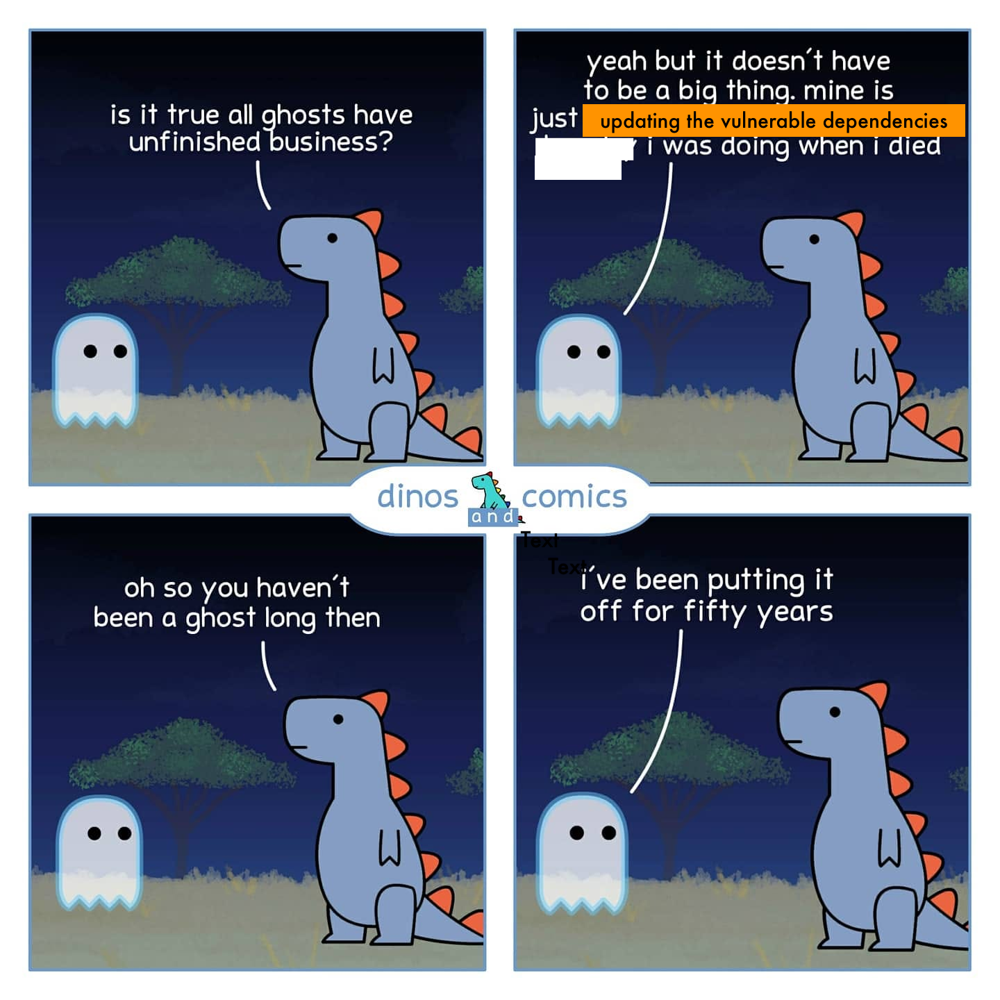 is it true all ghosts have
unfinished business?
yeah but it doesn't have
to be a big thing. mine is
just updating the vulnerable dependencies
i was doing when i died
dinos and comics
oh so you haven't
been a ghost long then
Text
Text
i've been putting it
off for fifty years